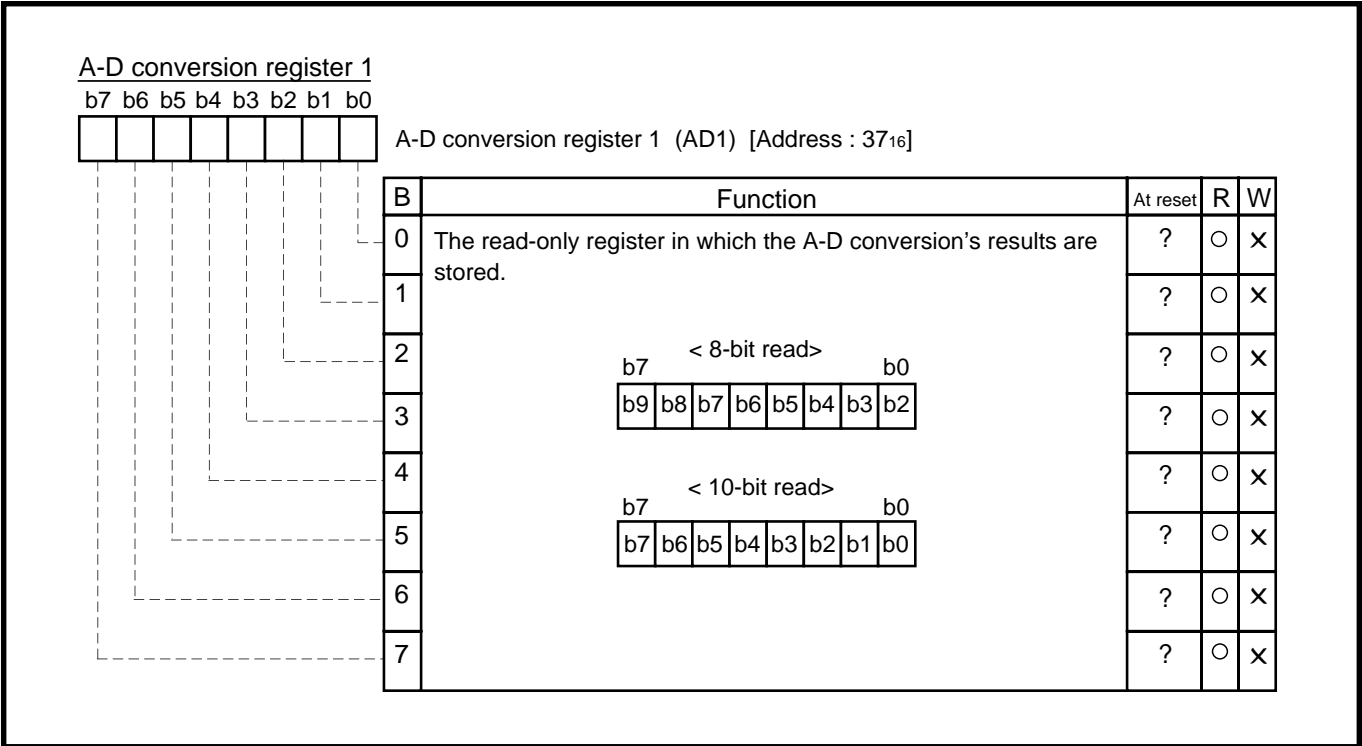 A-D conversion register 1
b7 b6 b5 b4 b3 b2 b1 b0
A-D conversion register 1 (AD1) [Address : 3716]
B Function At reset R W
0 The read-only register in which the A-D conversion's results are ? ○ ×
stored.
1 ? ○ ×
2 ? ○ ×
< 8-bit read>
b7 b0
b9 b8 b7 b6 b5 b4 b3 b2
3 ? ○ ×
4 ? ○ ×
< 10-bit read>
b7 b0
b7 b6 b5 b4 b3 b2 b1 b0
5 ? ○ ×
6 ? ○ ×
7 ? ○ ×